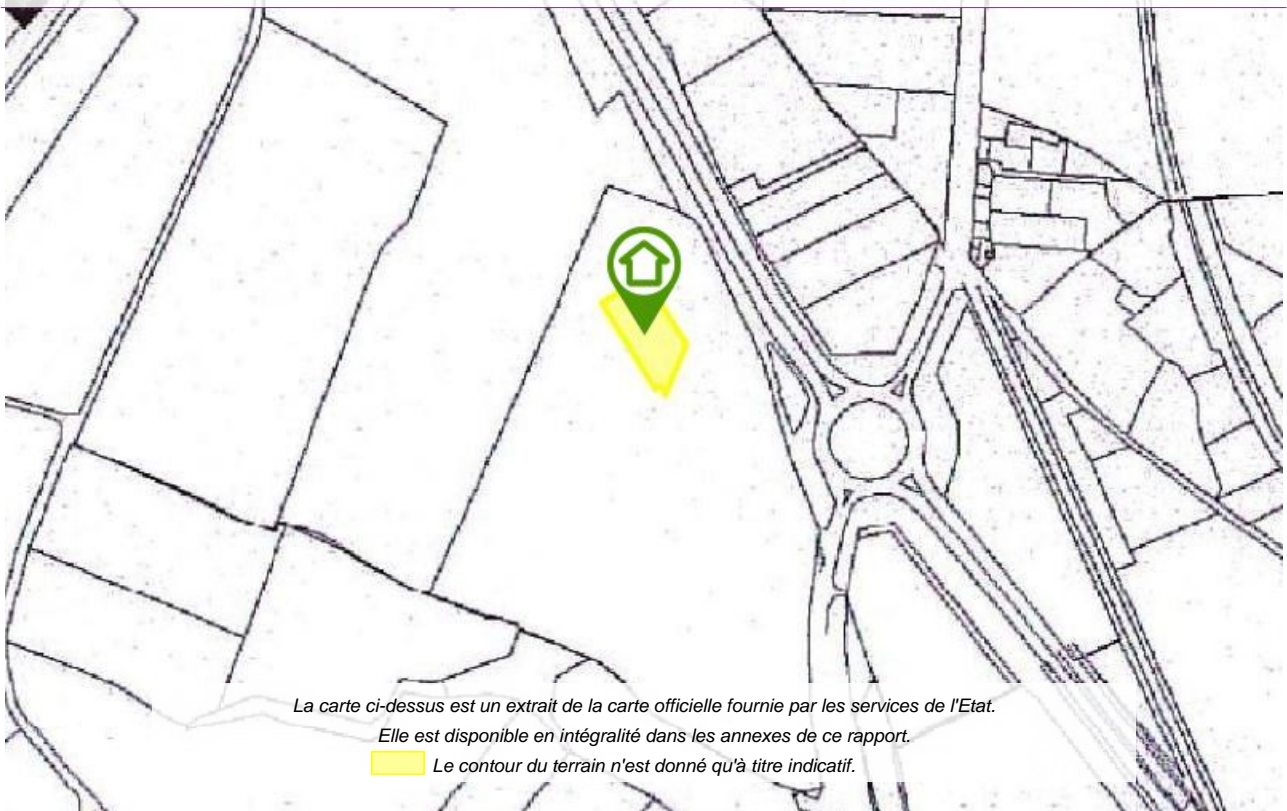 La carte ci-dessus est un extrait de la carte officielle fournie par les services de l'Etat.
Elle est disponible en intégralité dans les annexes de ce rapport.
Le contour du terrain n'est donné qu'à titre indicatif.